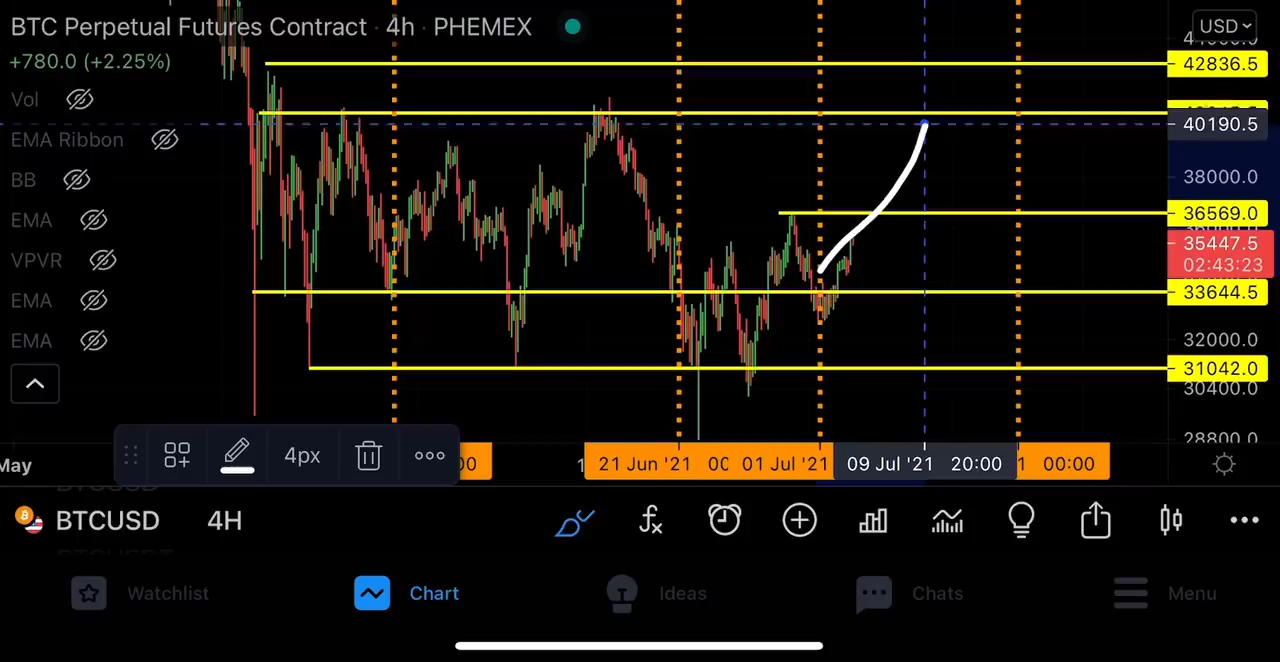 BTC Perpetual Futures Contract · 4h · PHEMEX
USD
+780.0 (+2.25%)
42836.5
Vol
EMA Ribbon
40190.5
BB
38000.0
EMA
36569.0
35447.5
VPVR
02:43:23
33644.5
EMA
EMA
32000.0
31042.0
30400.0
28800.0
4px
May
21 Jun '21
01 Jul '21
09 Jul '21 20:00
00:00
BTCUSD 4H
Watchlist
Chart
Ideas
Chats
Menu